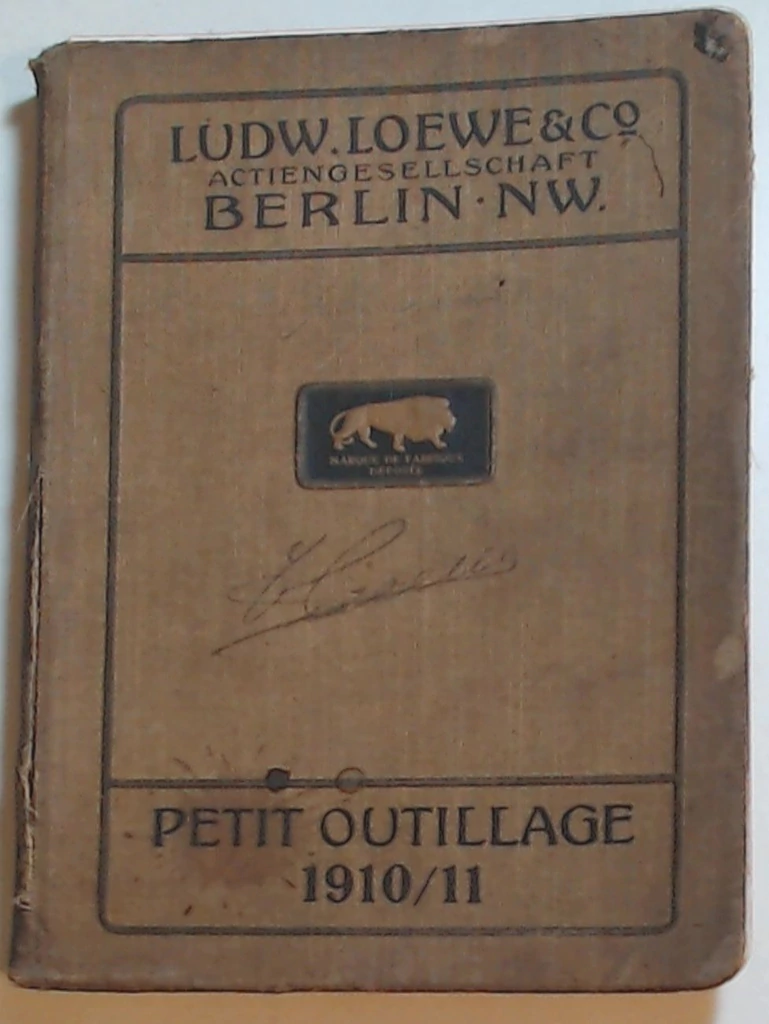 LUDW. LOEWE & Cº
ACTIENGESELLSCHAFT
BERLIN · NW.
MARQUE DE FABRIQUE
DÉPOSÉE
PETIT OUTILLAGE
1910/11